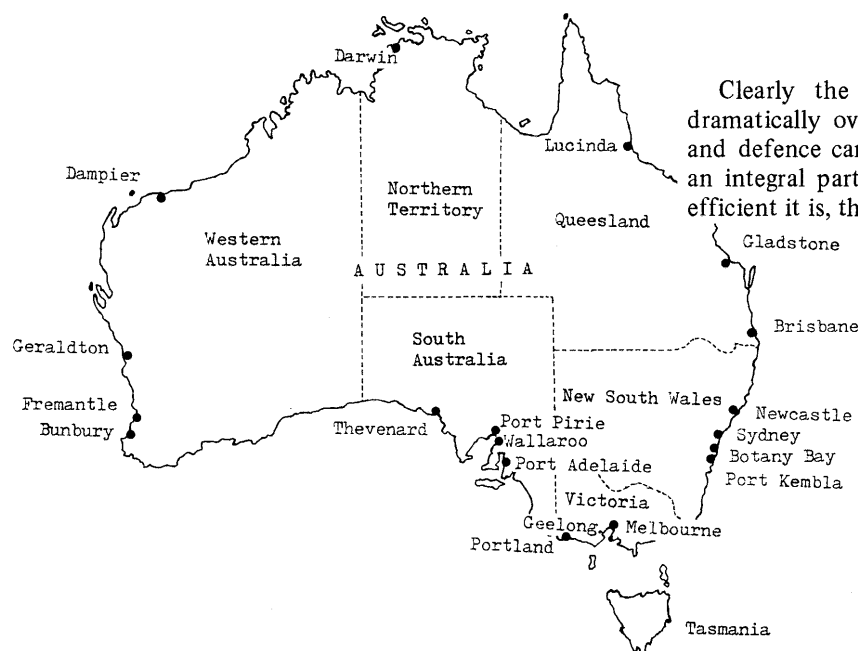 Darwin
Clearly the
dramatically ov
and defence car
an integral part
efficient it is, th
Lucinda
Dampier
Northern
Territory
Queesland
Western
Australia
Gladstone
A U S T R A L I A
Brisbane
Geraldton
South
Australia
New South Wales
Newcastle
Fremantle
Bunbury
Thevenard
Port Pirie
Wallaroo
Sydney
Botany Bay
Port Kembla
Port Adelaide
Victoria
Geelong
Melbourne
Portland
Tasmania